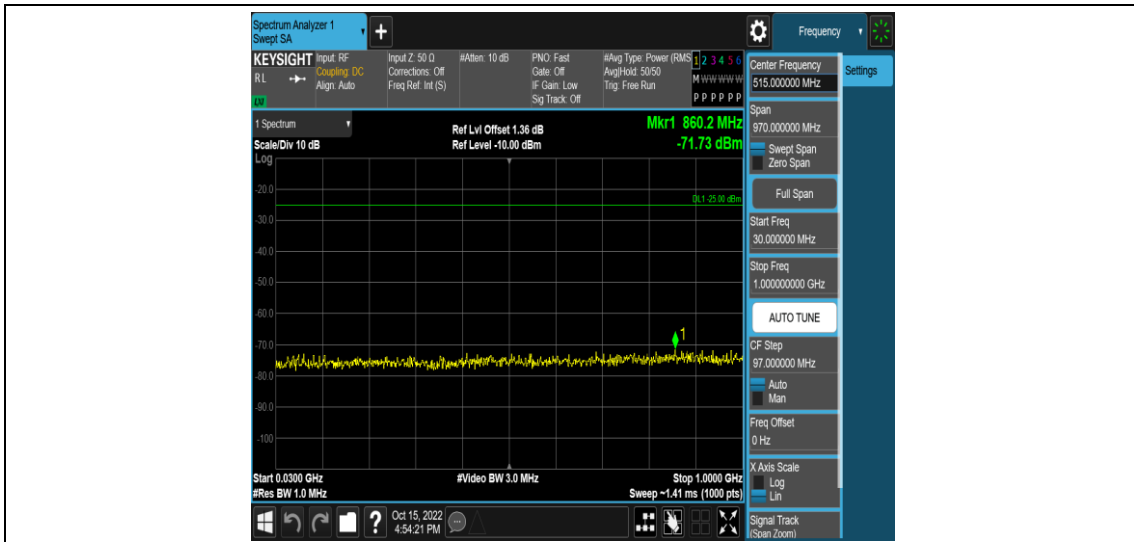 Spectrum Analyzer 1
Swept SA
+
Frequency
KEYSIGHT
RL
LNI
Input: RF
Coupling: DC
Align: Auto
Input Z: 50 Ω
Corrections: Off
Freq Ref: Int (S)
#Atten: 10 dB
PNO: Fast
Gate: Off
IF Gain: Low
Sig Track: Off
#Avg Type: Power (RMS
Avg|Hold: 50/50
Trig: Free Run
1 2 3 4 5 6
M W W W W W
P P P P P P
1 Spectrum
Scale/Div 10 dB
Log
Ref Lvl Offset 1.36 dB
Ref Level -10.00 dBm
Mkr1 860.2 MHz
-71.73 dBm
DL1 -25.00 dBm
-20.0
-30.0
-40.0
-50.0
-60.0
-70.0
-80.0
-90.0
-100
1
Start 0.0300 GHz
#Res BW 1.0 MHz
#Video BW 3.0 MHz
Stop 1.0000 GHz
Sweep ~1.41 ms (1000 pts)
?
Oct 15, 2022
4:54:21 PM
Center Frequency
515.000000 MHz
Settings
Span
970.000000 MHz
Swept Span
Zero Span
Full Span
Start Freq
30.000000 MHz
Stop Freq
1.000000000 GHz
AUTO TUNE
CF Step
97.000000 MHz
Auto
Man
Freq Offset
0 Hz
X Axis Scale
Log
Lin
Signal Track
(Span Zoom)